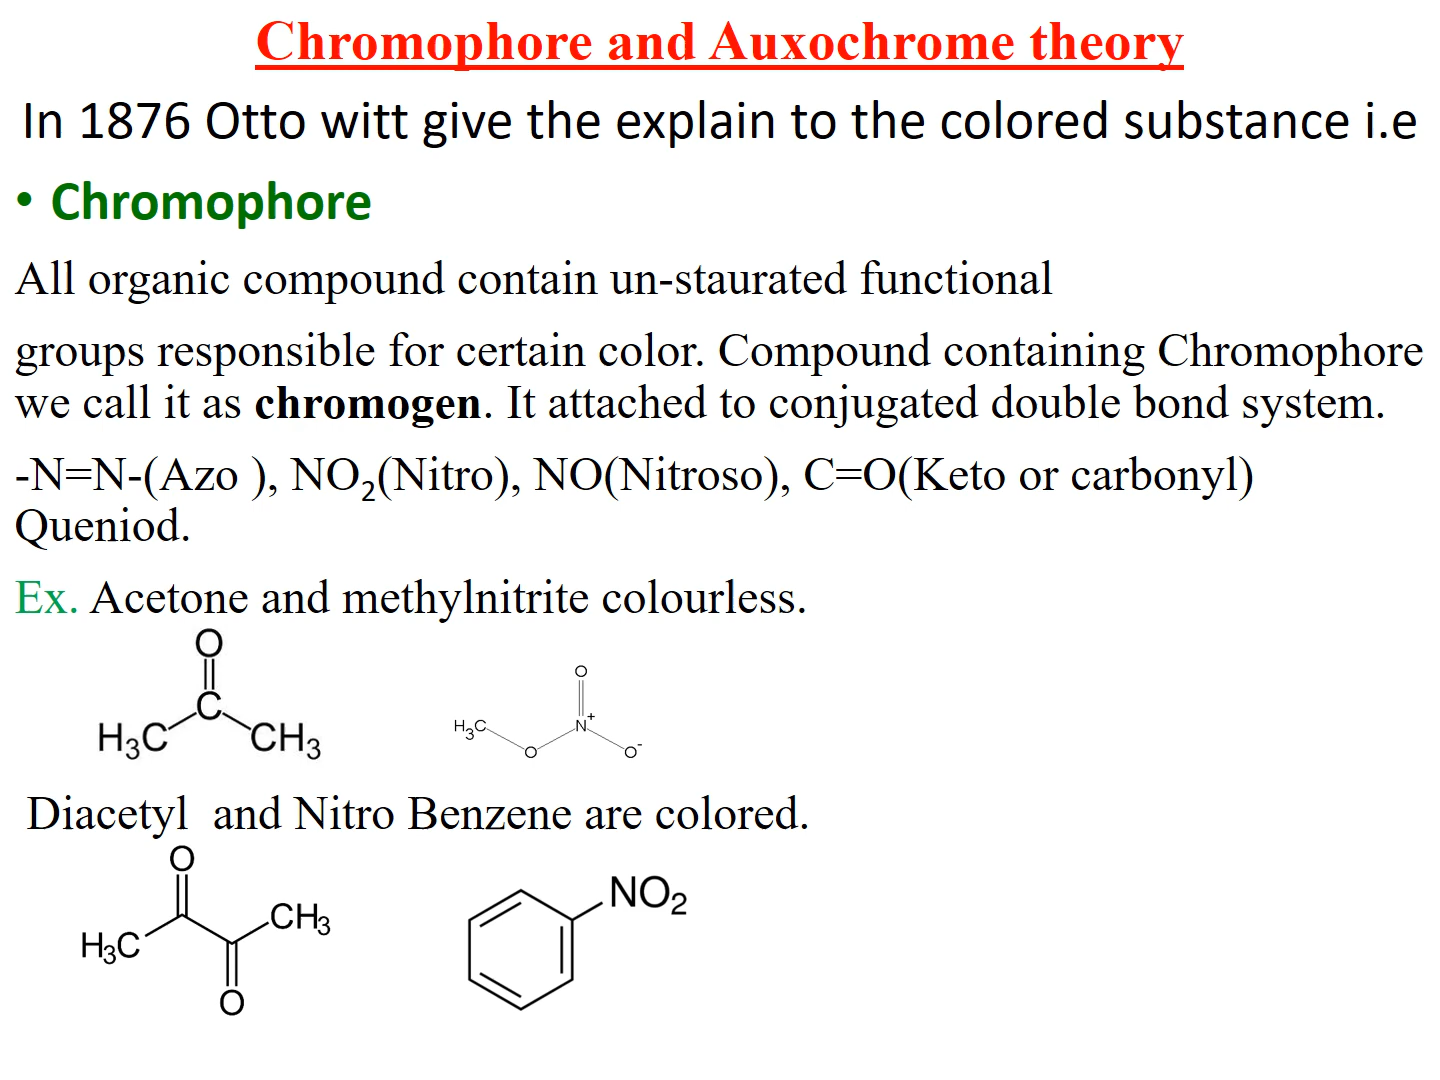 Chromophore and Auxochrome theory
In 1876 Otto witt give the explain to the colored substance i.e
• Chromophore
All organic compound contain un-staurated functional
groups responsible for certain color. Compound containing Chromophore
we call it as chromogen. It attached to conjugated double bond system.
-N=N-(Azo ), NO₂(Nitro), NO(Nitroso), C=O(Keto or carbonyl)
Queniod.
Ex. Acetone and methylnitrite colourless.
O
C
H₃C CH₃
O
H₃C N⁺
O O⁻
Diacetyl and Nitro Benzene are colored.
O
NO₂
CH₃
H₃C
O